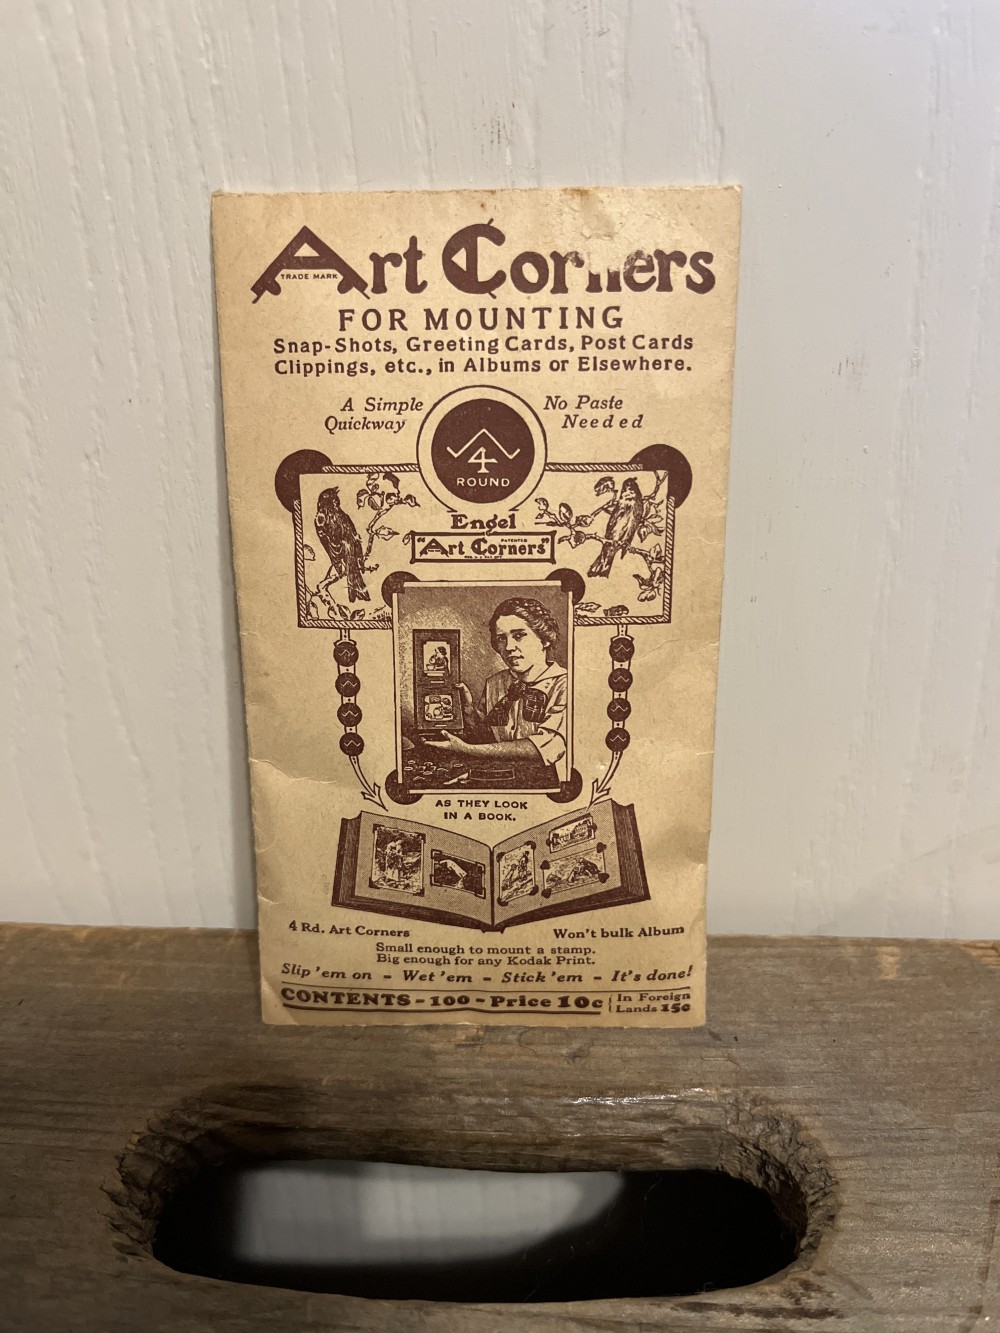 Art Corners
TRADE MARK
FOR MOUNTING
Snap-Shots, Greeting Cards, Post Cards
Clippings, etc., in Albums or Elsewhere.
A Simple
Quickway
No Paste
Needed
4
ROUND
Engel
PATENTED
"Art Corners"
AS THEY LOOK
IN A BOOK.
4 Rd. Art Corners
Won't bulk Album
Small enough to mount a stamp.
Big enough for any Kodak Print.
Slip 'em on - Wet 'em - Stick 'em - It's done!
CONTENTS - 100 - Price 10c
In Foreign
Lands 15c